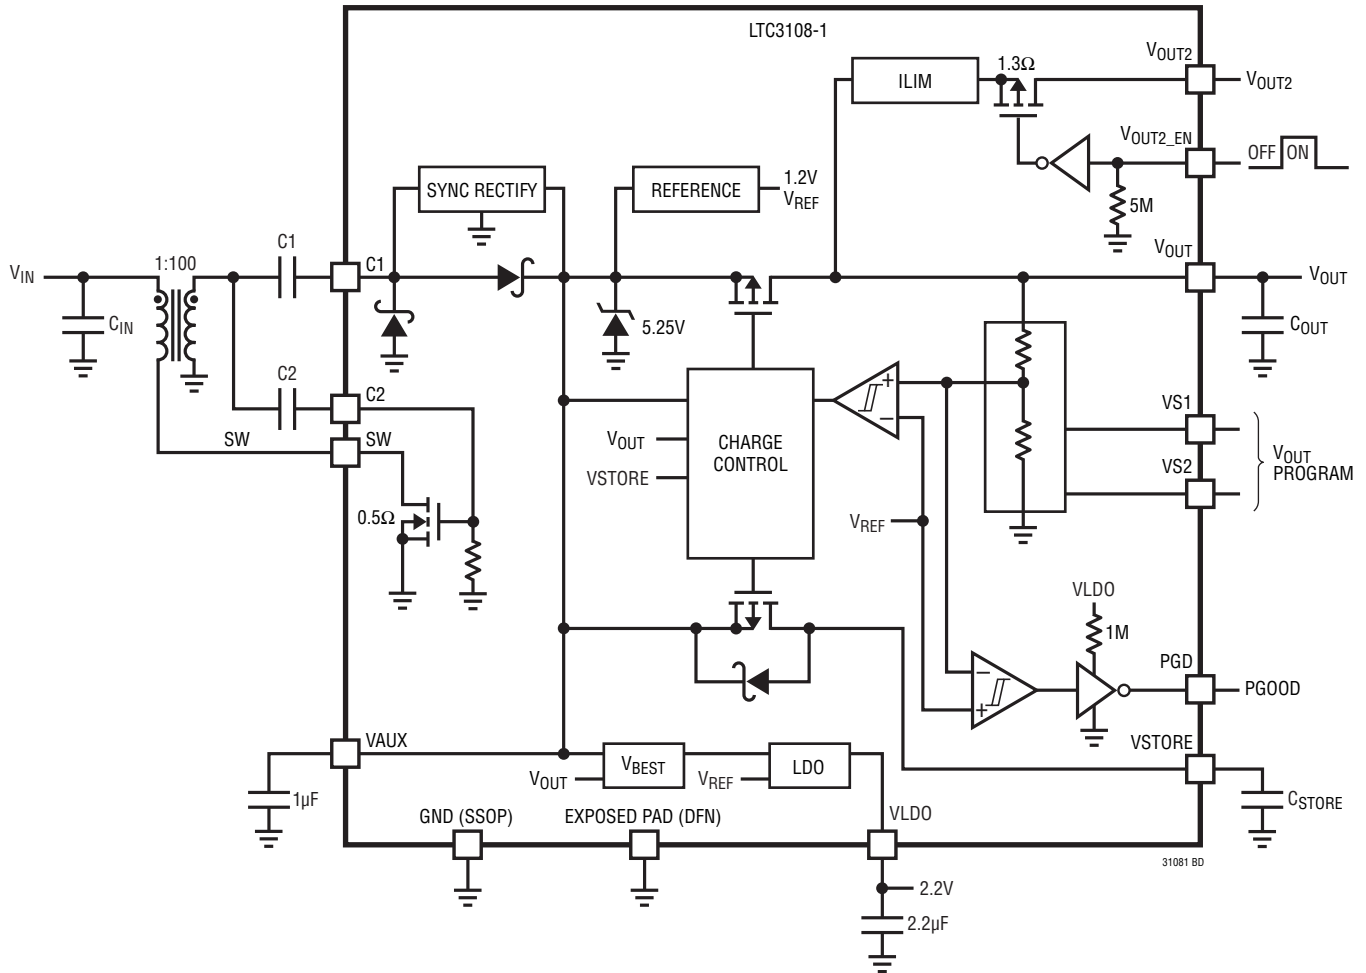 LTC3108-1
VOUT2
1.3Ω
ILIM
VOUT2
VOUT2_EN
OFF ON
SYNC RECTIFY
REFERENCE
1.2V
VREF
5M
VOUT
C1
1:100
C1
VIN
VOUT
CIN
5.25V
COUT
C2
C2
VS1
SW
SW
VOUT
CHARGE
CONTROL
VOUT
PROGRAM
VS2
VSTORE
0.5Ω
VREF
VLDO
1M
PGD
PGOOD
VAUX
VSTORE
VBEST
LDO
VOUT
VREF
1µF
CSTORE
GND (SSOP)
EXPOSED PAD (DFN)
VLDO
31081 BD
2.2V
2.2µF